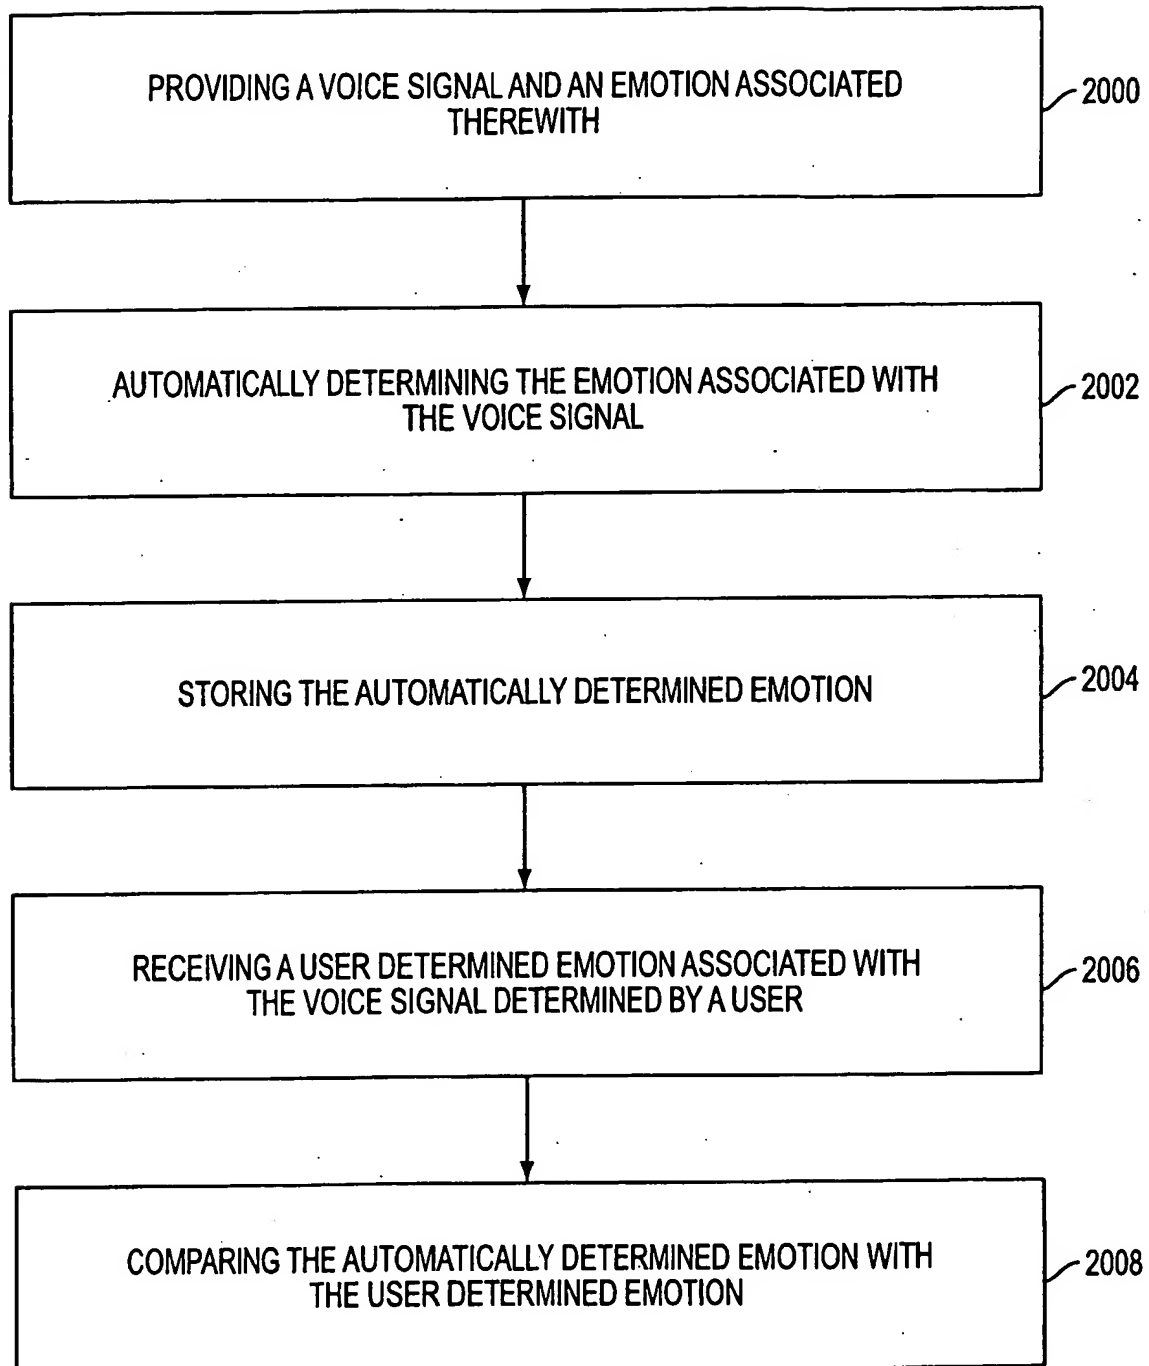 PROVIDING A VOICE SIGNAL AND AN EMOTION ASSOCIATED
THEREWITH
2000
AUTOMATICALLY DETERMINING THE EMOTION ASSOCIATED WITH
THE VOICE SIGNAL
2002
STORING THE AUTOMATICALLY DETERMINED EMOTION
2004
RECEIVING A USER DETERMINED EMOTION ASSOCIATED WITH
THE VOICE SIGNAL DETERMINED BY A USER
2006
COMPARING THE AUTOMATICALLY DETERMINED EMOTION WITH
THE USER DETERMINED EMOTION
2008